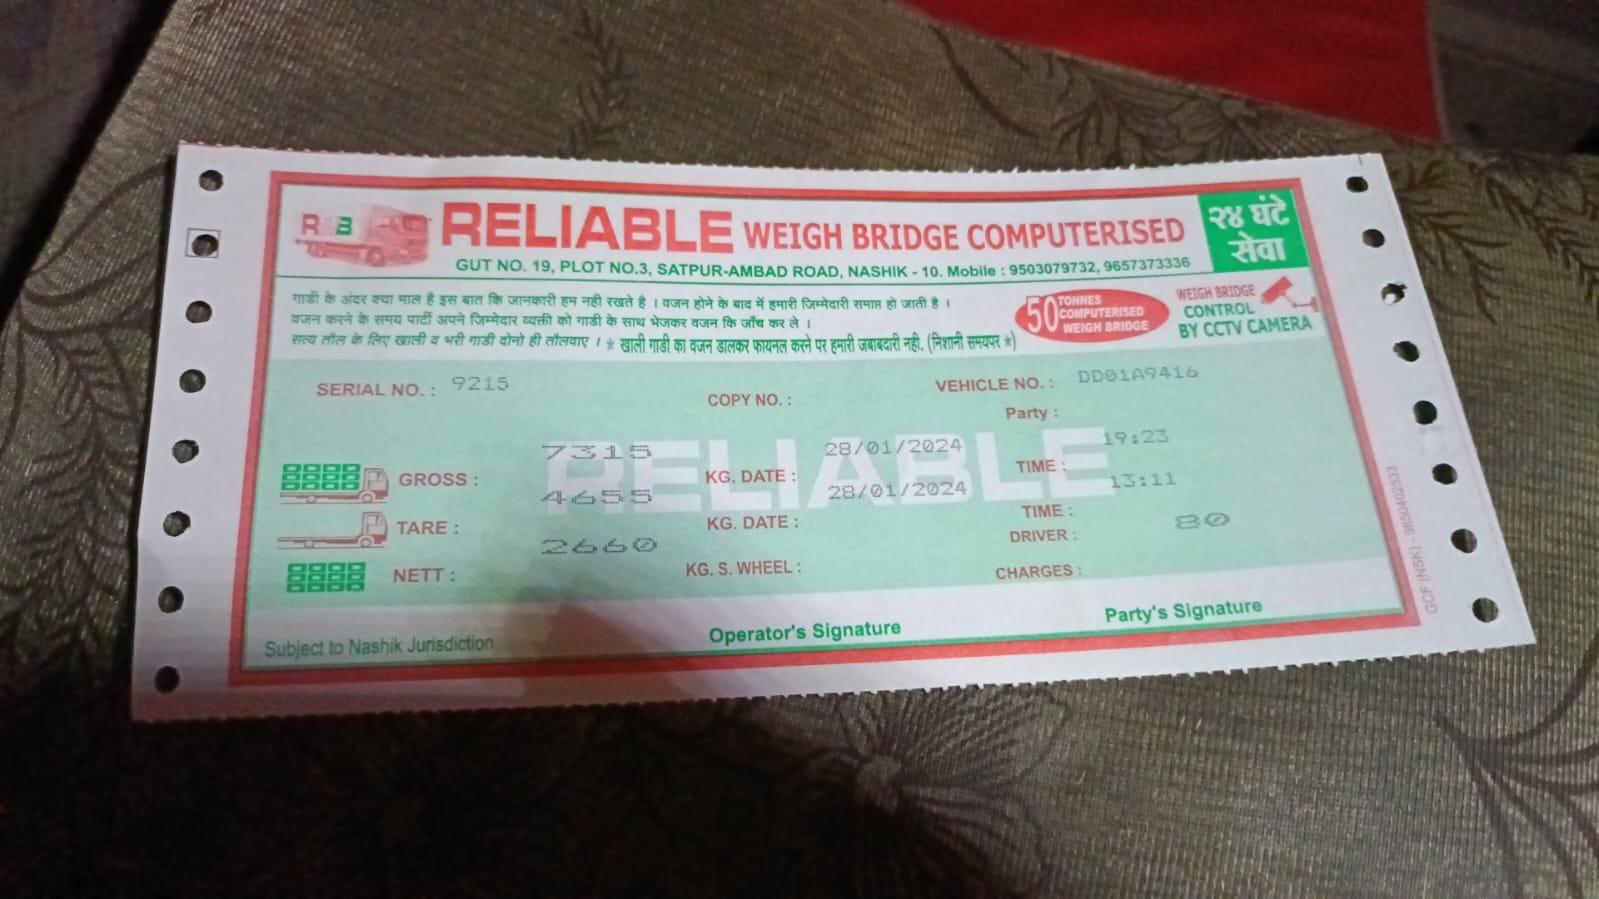 R B RELIABLE WEIGH BRIDGE COMPUTERISED
२४ घंटे
सेवा
GUT NO. 19, PLOT NO.3, SATPUR-AMBAD ROAD, NASHIK - 10. Mobile : 9503079732, 9657373336
गाडी के अंदर क्या माल है इस बात कि जानकारी हम नही रखते है । वजन होने के बाद में हमारी जिम्मेदारी समाप्त हो जाती है ।
वजन करने के समय पार्टी अपने जिम्मेदार व्यक्ती को गाडी के साथ भेजकर वजन कि जाँच कर ले ।
सत्य तौल के लिए खाली व भरी गाडी दोनो ही तौलवाए । * खाली गाडी का वजन डालकर फायनल करने पर हमारी जबाबदारी नही. (निशानी समयपर *)
50 TONNES
COMPUTERISED
WEIGH BRIDGE
WEIGH BRIDGE
CONTROL
BY CCTV CAMERA
SERIAL NO. : 9215
COPY NO. :
VEHICLE NO. : DD01A9416
Party :
RELIABLE
7315 28/01/2024 19:23
GROSS : KG. DATE : TIME :
4655 28/01/2024 13:11
TARE : KG. DATE : TIME :
2660 DRIVER : 80
NETT : KG. S. WHEEL : CHARGES :
Subject to Nashik Jurisdiction
Operator's Signature
Party's Signature
GCF (NSK) - 9850402533